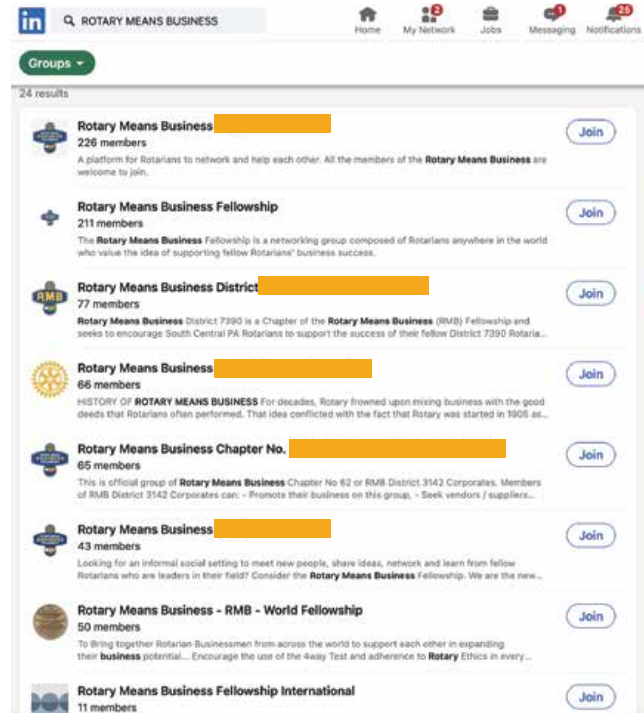 in ROTARY MEANS BUSINESS
2 9 25
Home My Network Jobs Messaging Notifications
Groups
24 results
Rotary Means Business
226 members
Join
A platform for Rotarians to network and help each other. All the members of the Rotary Means Business are
welcome to join.
Rotary Means Business Fellowship
211 members
Join
The Rotary Means Business Fellowship is a networking group composed of Rotarians anywhere in the world
who value the idea of supporting fellow Rotarians' business success.
RMB
Rotary Means Business District
77 members
Join
Rotary Means Business District 7390 is a Chapter of the Rotary Means Business (RMB) Fellowship and
seeks to encourage South Central PA Rotarians to support the success of their fellow District 7390 Rotaria...
Rotary Means Business
66 members
Join
HISTORY OF ROTARY MEANS BUSINESS For decades, Rotary frowned upon mixing business with the good
deeds that Rotarians often performed. That idea conflicted with the fact that Rotary was started in 1905 as...
Rotary Means Business Chapter No.
65 members
Join
This is official group of Rotary Means Business Chapter No 62 or RMB District 3142 Corporates. Members
of RMB District 3142 Corporates can: - Promote their business on this group, - Seek vendors / suppliers...
Rotary Means Business
43 members
Join
Looking for an informal social setting to meet new people, share ideas, network and learn from fellow
Rotarians who are leaders in their field? Consider the Rotary Means Business Fellowship. We are the new...
Rotary Means Business - RMB - World Fellowship
50 members
Join
To Bring together Rotarian Businessmen from across the world to support each other in expanding
their business potential... Encourage the use of the 4way Test and adherence to Rotary Ethics in every...
Rotary Means Business Fellowship International
11 members
Join